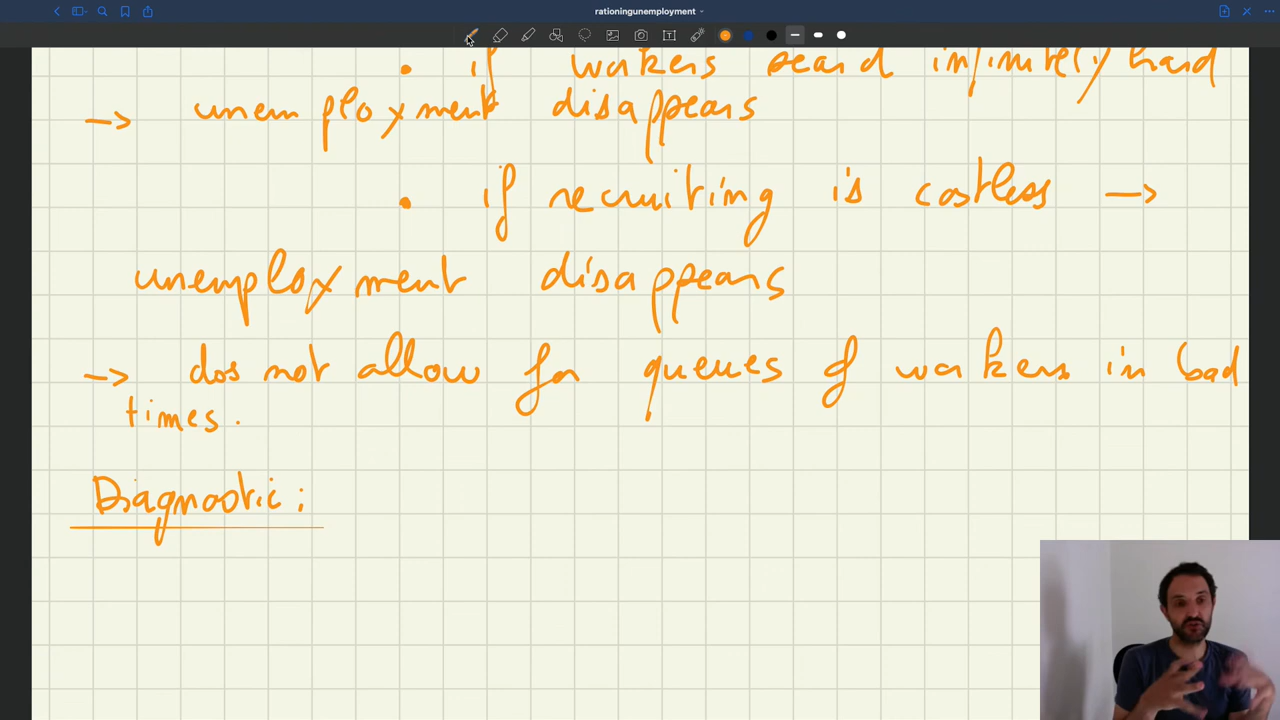 rationingunemployment
• if workers search infinitely hard
→ unemployment disappears
• if recruiting is costless →
unemployment disappears
→ dos not allow for queues of workers in bad
times.
Diagnostic: